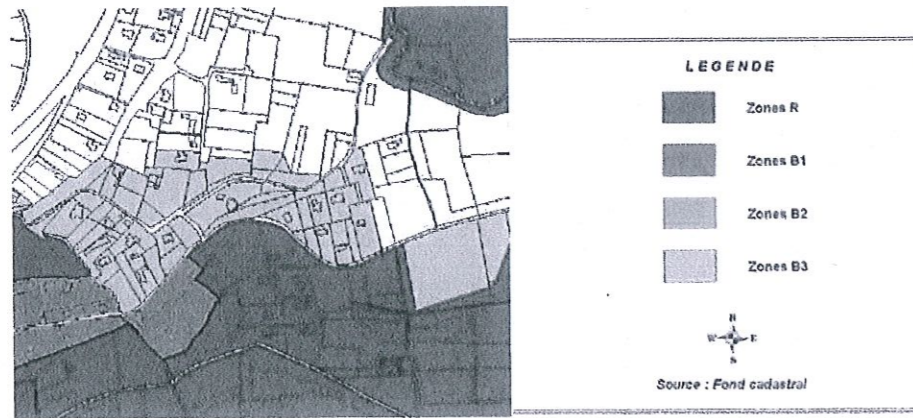 LEGENDE
Zones R
Zones B1
Zones B2
Zones B3
N
W E
S
Source : Fond cadastral